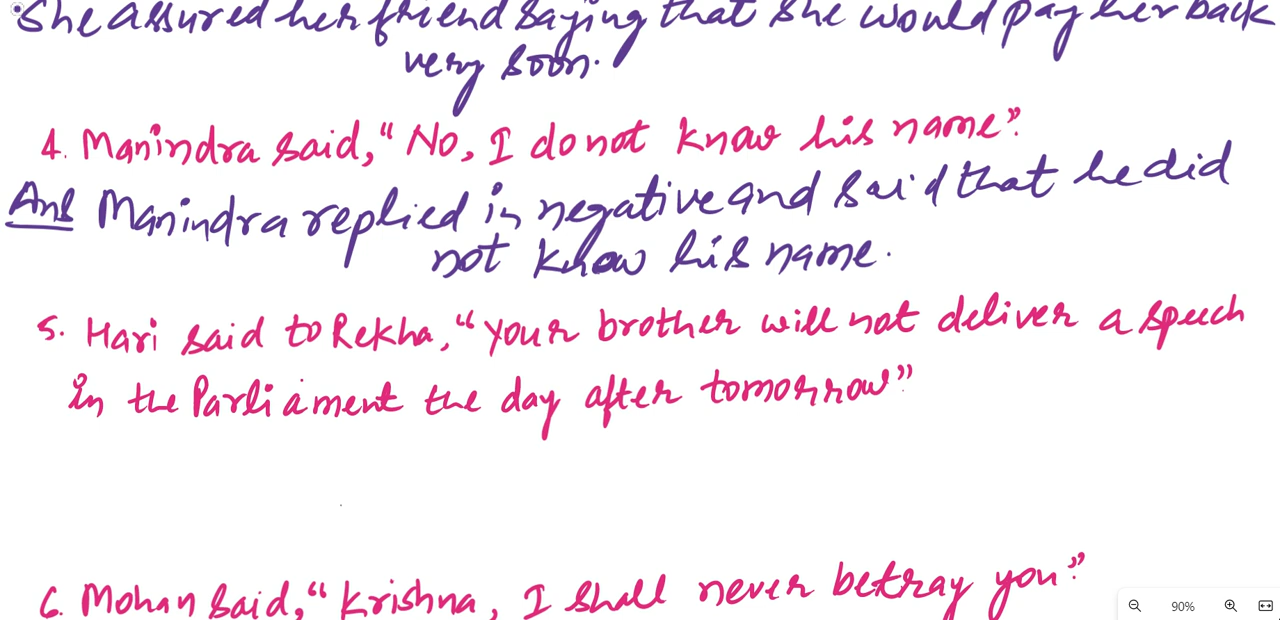 She assured her friend saying that she would pay her back
very soon.
4. Manindra said, "No, I do not know his name".
Ans Manindra replied in negative and said that he did
not know his name.
5. Hari said to Rekha, "Your brother will not deliver a speech
in the Parliament the day after tomorrow"
6. Mohan said, "Krishna, I shall never betray you".
90%